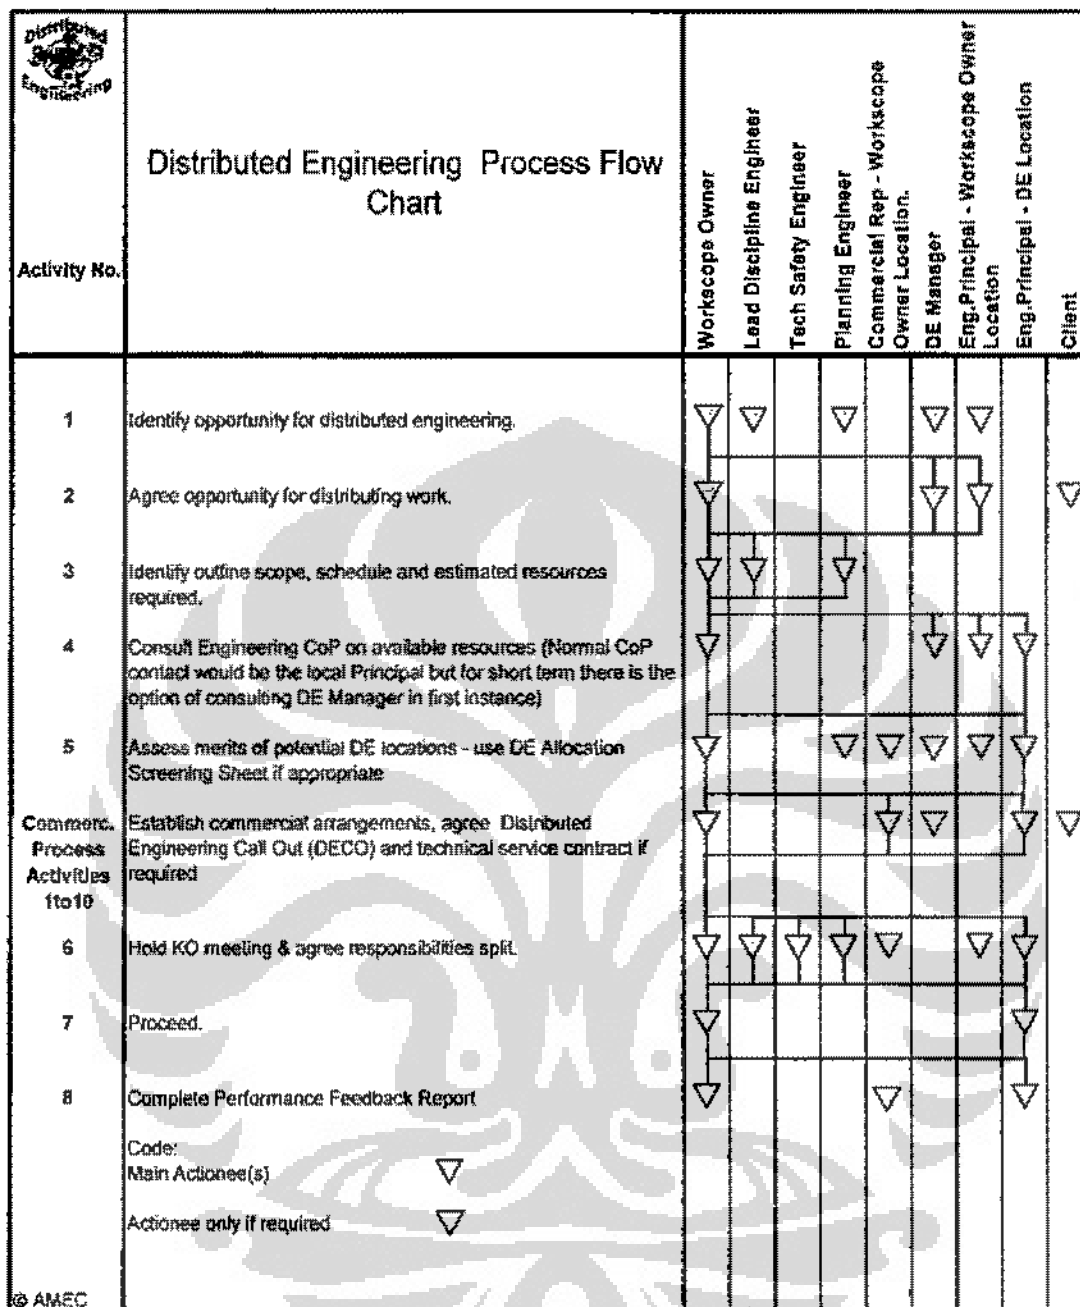 Distributed
Engineering
Distributed Engineering Process Flow
Chart
Activity No.
Workscope Owner
Lead Discipline Engineer
Tech Safety Engineer
Planning Engineer
Commercial Rep - Workscope
Owner Location.
DE Manager
Eng.Principal - Workscope Owner
Location
Eng.Principal - DE Location
Client
1 Identify opportunity for distributed engineering.
2 Agree opportunity for distributing work.
3 Identify outline scope, schedule and estimated resources
required.
4 Consult Engineering CoP on available resources (Normal CoP
contact would be the local Principal but for short term there is the
option of consulting DE Manager in first instance)
5 Assess merits of potential DE locations - use DE Allocation
Screening Sheet if appropriate
Commerc. Establish commercial arrangements, agree Distributed
Process Engineering Call Out (DECO) and technical service contract if
Activities required
1to10
6 Hold KO meeting & agree responsibilities split.
7 Proceed.
8 Complete Performance Feedback Report
Code:
Main Actionee(s)
Actionee only if required
© AMEC